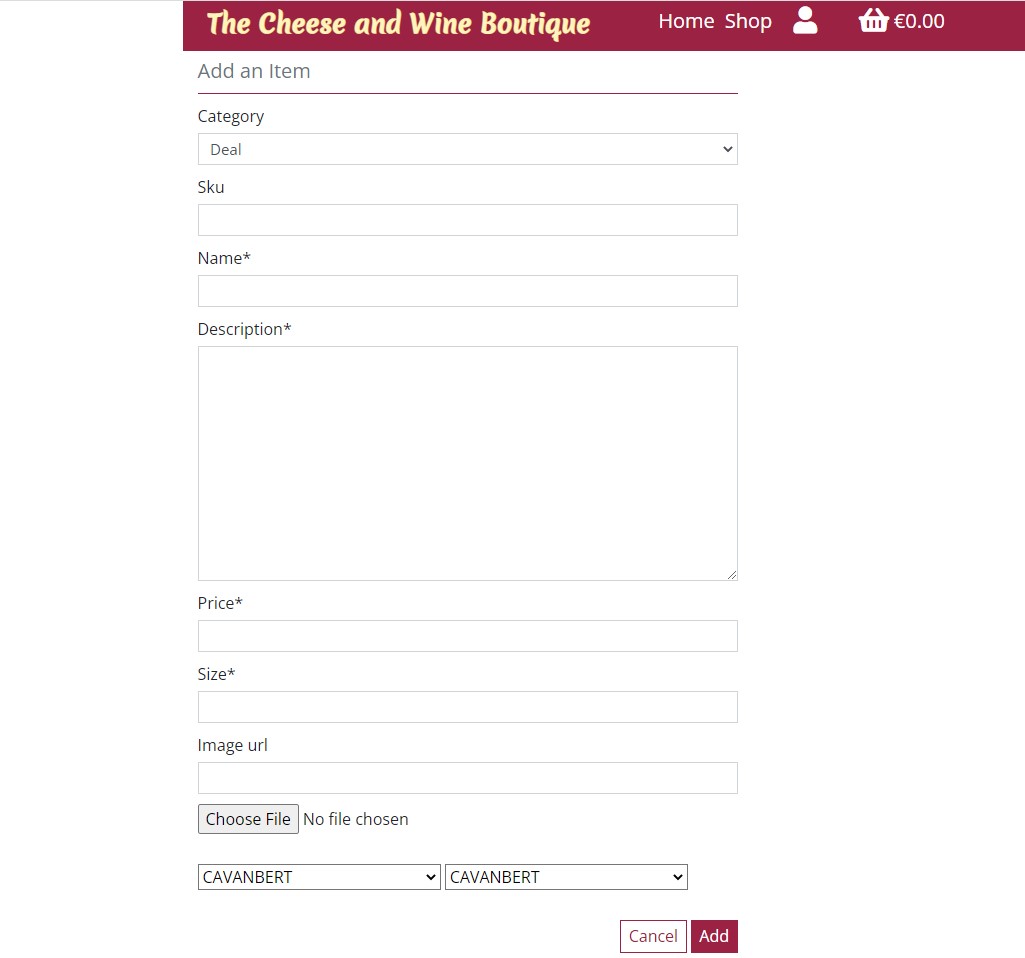 The Cheese and Wine Boutique Home Shop €0.00
Add an Item
Category
Deal
Sku
Name*
Description*
Price*
Size*
Image url
Choose File No file chosen
CAVANBERT CAVANBERT
Cancel Add